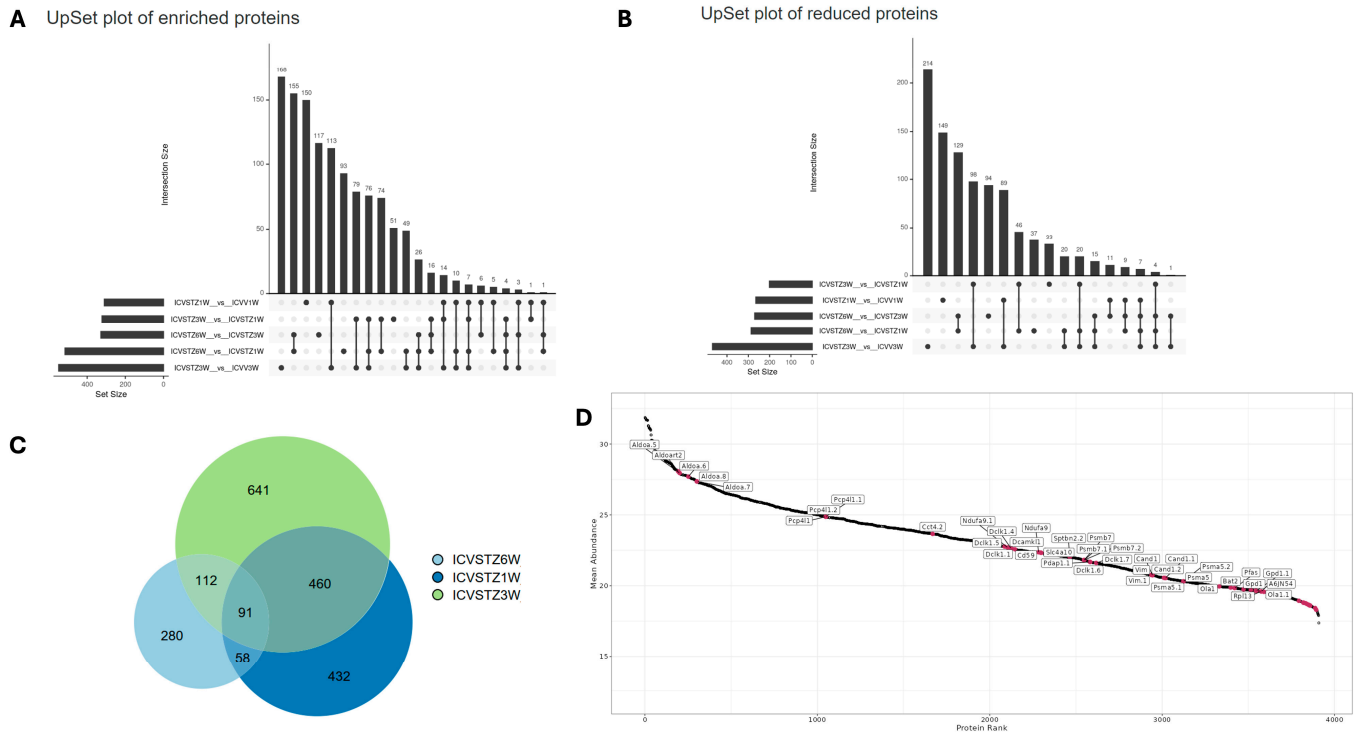 A UpSet plot of enriched proteins
Intersection Size
150
100
50
0
168 155 150 117 113 93 79 76 74 51 49 26 16 14 10 7 6 5 4 3 1 1
ICVSTZ1W__vs__ICVV1W
ICVSTZ3W__vs__ICVSTZ1W
ICVSTZ6W__vs__ICVSTZ3W
ICVSTZ6W__vs__ICVSTZ1W
ICVSTZ3W__vs__ICVV3W
400 200 0
Set Size
B UpSet plot of reduced proteins
Intersection Size
200
150
100
50
0
214 149 129 98 94 89 46 37 33 20 20 15 11 9 7 4 1
ICVSTZ3W__vs__ICVSTZ1W
ICVSTZ1W__vs__ICVV1W
ICVSTZ6W__vs__ICVSTZ3W
ICVSTZ6W__vs__ICVSTZ1W
ICVSTZ3W__vs__ICVV3W
400 300 200 100 0
Set Size
C
641
112
460
91
280
58
432
ICVSTZ6W
ICVSTZ1W
ICVSTZ3W
D
Mean Abundance
30
25
20
15
Aldoa.5
Aldoart2
Aldoa.6
Aldoa.8
Aldoa.7
Pcp4l1.1
Pcp4l1.2
Pcp4l1
Cct4.2
Ndufa9.1
Dclk1.4
Ndufa9
Dclk1.5
Dcamkl1
Dclk1.1
Cd59
Slc4a10
Sptbn2.2
Psmb7
Psmb7.1
Psmb7.2
Pdap1.1
Dclk1.7
Dclk1.6
Cand1
Cand1.1
Vim
Cand1.2
Psma5.2
Vim.1
Psma5
Psma5.1
Ola1
Bat2
Pfas
Gpd1.1
Gpd1
A6JN54
Rpl13
Ola1.1
0 1000 2000 3000 4000
Protein Rank